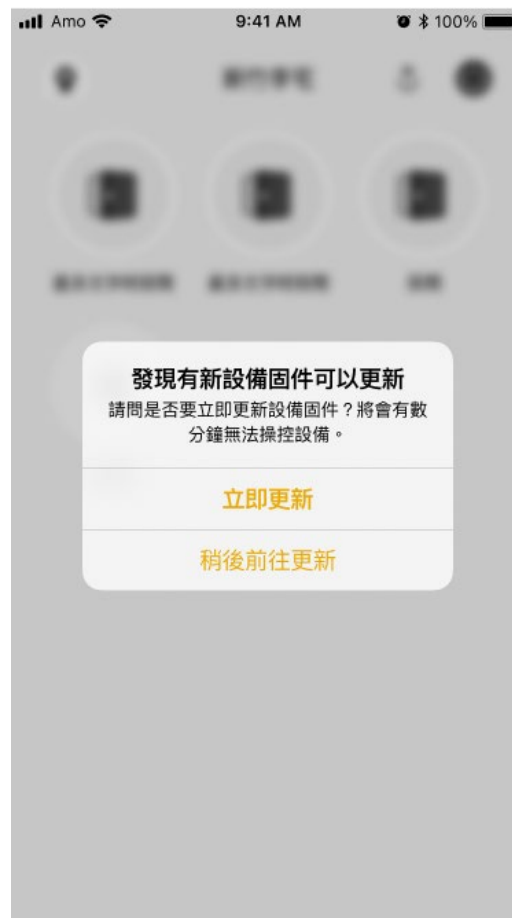 Amo
9:41 AM
100%
發現有新設備固件可以更新
請問是否要立即更新設備固件？將會有數
分鐘無法操控設備。
立即更新
稍後前往更新